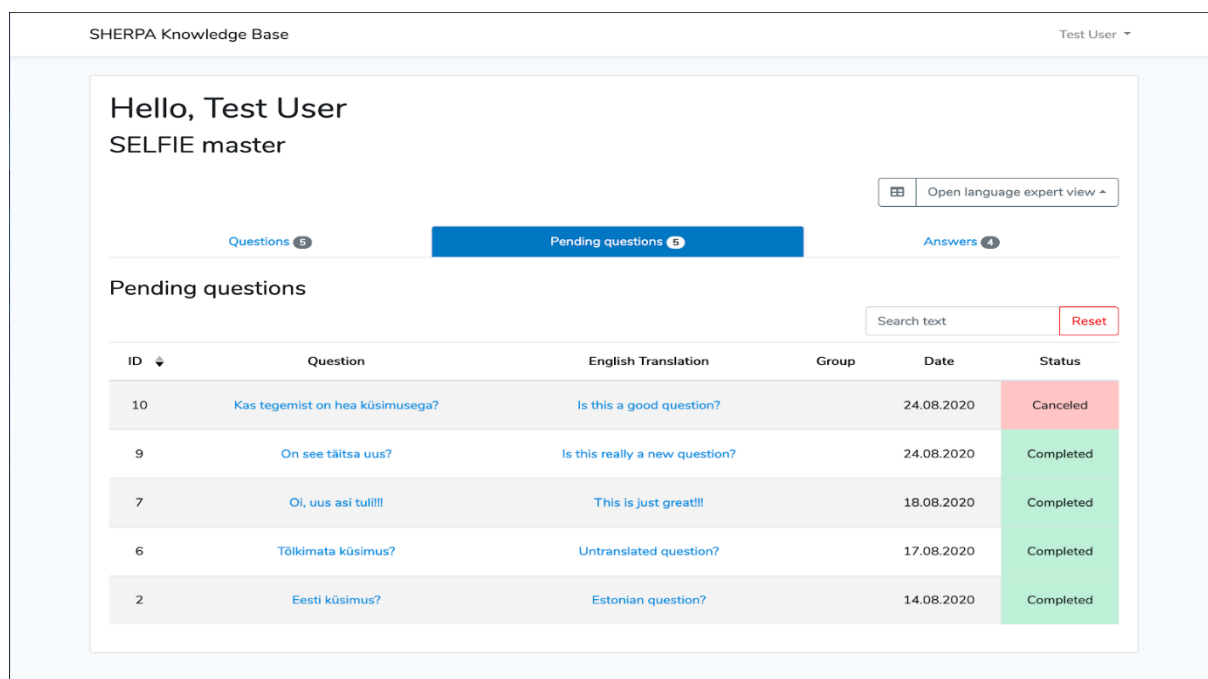 SHERPA Knowledge Base Test User
Hello, Test User
SELFIE master
Open language expert view
Questions 5 Pending questions 5 Answers 4
Pending questions
Search text Reset
ID Question English Translation Group Date Status
10 Kas tegemist on hea küsimusega? Is this a good question? 24.08.2020 Canceled
9 On see täitsa uus? Is this really a new question? 24.08.2020 Completed
7 Oi, uus asi tuli!!! This is just great!!! 18.08.2020 Completed
6 Tõlkimata küsimus? Untranslated question? 17.08.2020 Completed
2 Eesti küsimus? Estonian question? 14.08.2020 Completed